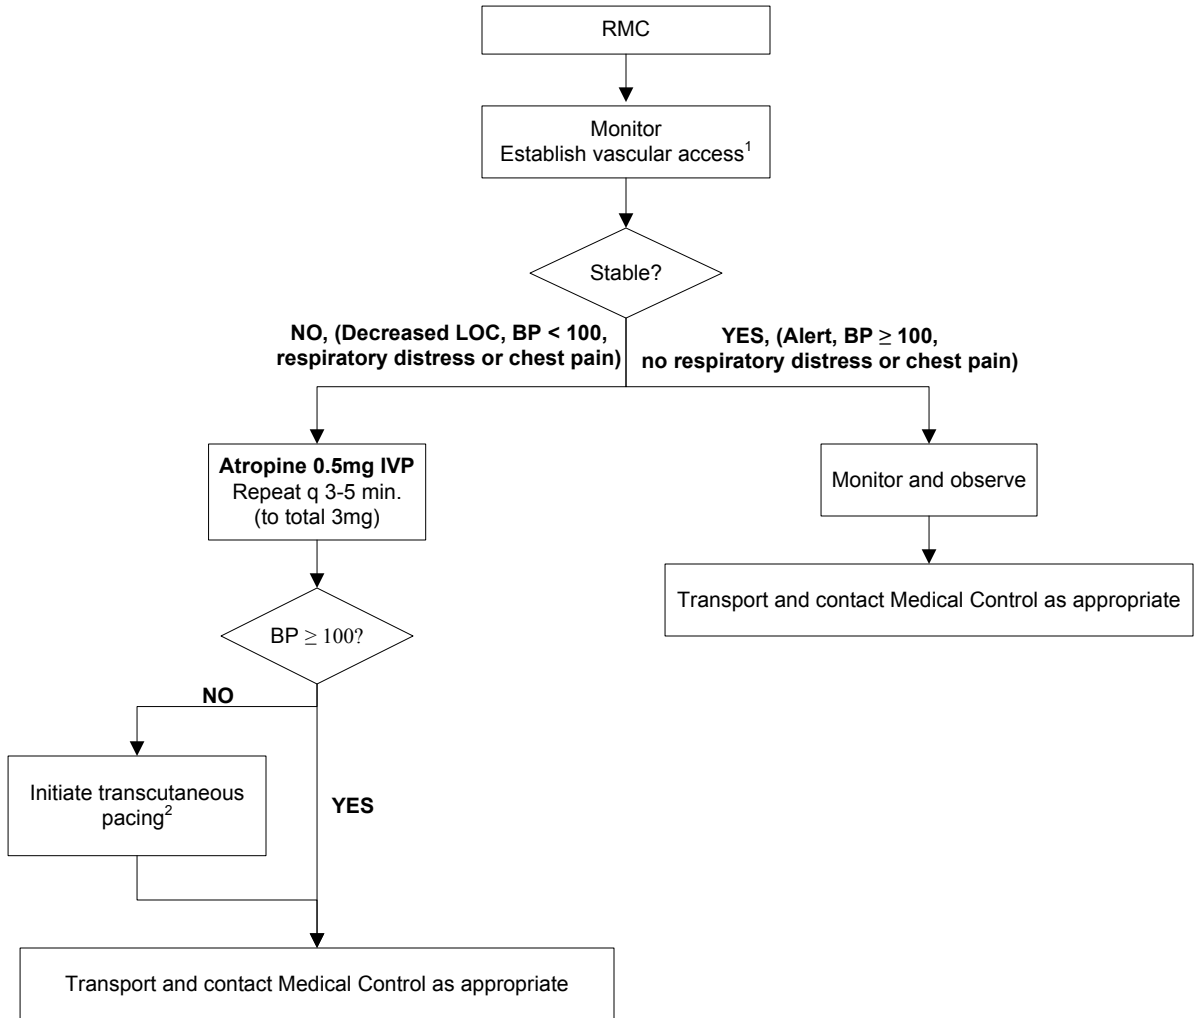 RMC
Monitor
Establish vascular access¹
Stable?
NO, (Decreased LOC, BP < 100,
respiratory distress or chest pain)
YES, (Alert, BP ≥ 100,
no respiratory distress or chest pain)
Atropine 0.5mg IVP
Repeat q 3-5 min.
(to total 3mg)
Monitor and observe
Transport and contact Medical Control as appropriate
BP ≥ 100?
NO
Initiate transcutaneous
pacing²
YES
Transport and contact Medical Control as appropriate